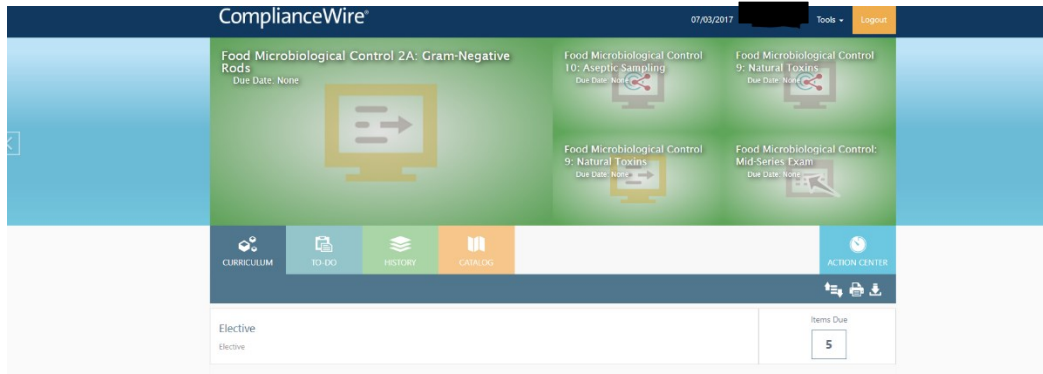 ComplianceWire®
07/03/2017
Tools
Logout
Food Microbiological Control 2A: Gram-Negative
Rods
Due Date: None
Food Microbiological Control
10: Aseptic Sampling
Due Date: None
Food Microbiological Control
9: Natural Toxins
Due Date: None
Food Microbiological Control
9: Natural Toxins
Due Date: None
Food Microbiological Control:
Mid-Series Exam
Due Date: None
CURRICULUM
TO-DO
HISTORY
CATALOG
ACTION CENTER
Elective
Elective
Items Due
5